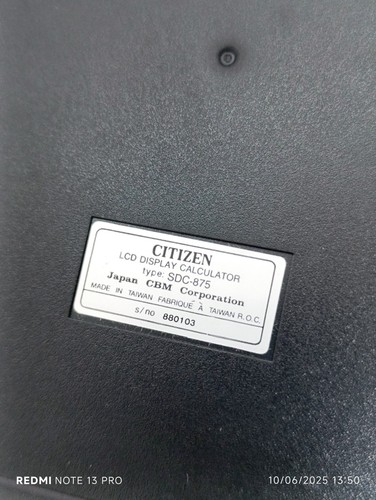 CITIZEN
LCD DISPLAY CALCULATOR
type: SDC-875
Japan CBM Corporation
MADE IN TAIWAN FABRIQUÉ À TAIWAN R.O.C.
s/no 880103
REDMI NOTE 13 PRO
10/06/2025 13:50